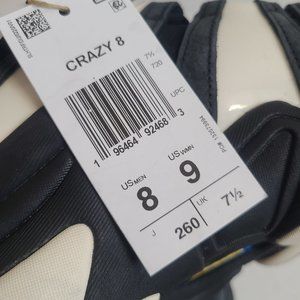 CRAZY 8
7½
720
UPC
1 96464 92468 3
US MEN
8
US WMN
9
J
260
UK
7½